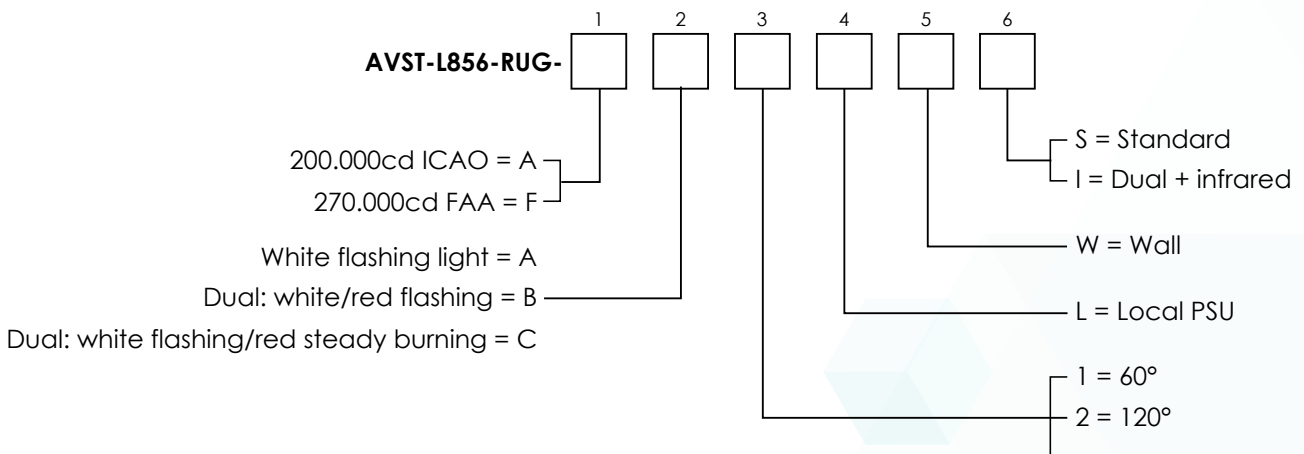 1 2 3 4 5 6
AVST-L856-RUG-
200.000cd ICAO = A
270.000cd FAA = F
White flashing light = A
Dual: white/red flashing = B
Dual: white flashing/red steady burning = C
S = Standard
I = Dual + infrared
W = Wall
L = Local PSU
1 = 60°
2 = 120°